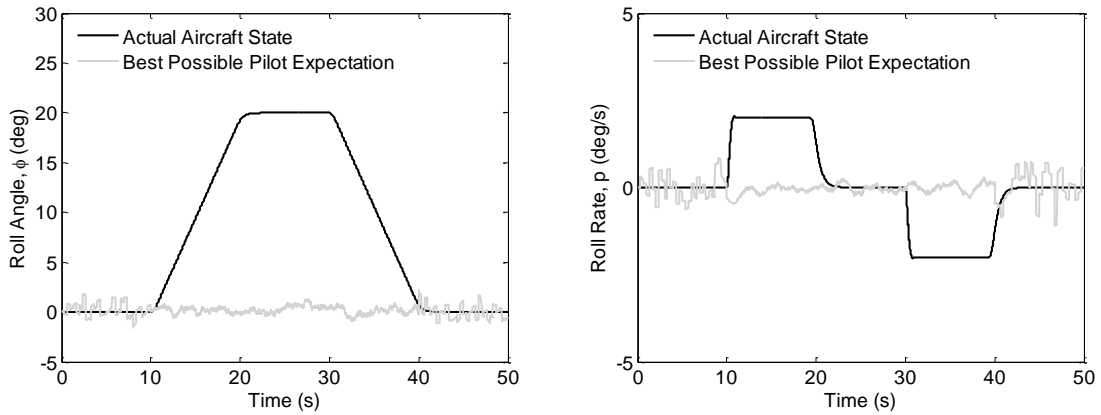 30
25
20
15
10
5
0
-5
Roll Angle, ϕ (deg)
Actual Aircraft State
Best Possible Pilot Expectation
0 10 20 30 40 50
Time (s)
5
0
-5
Roll Rate, p (deg/s)
Actual Aircraft State
Best Possible Pilot Expectation
0 10 20 30 40 50
Time (s)